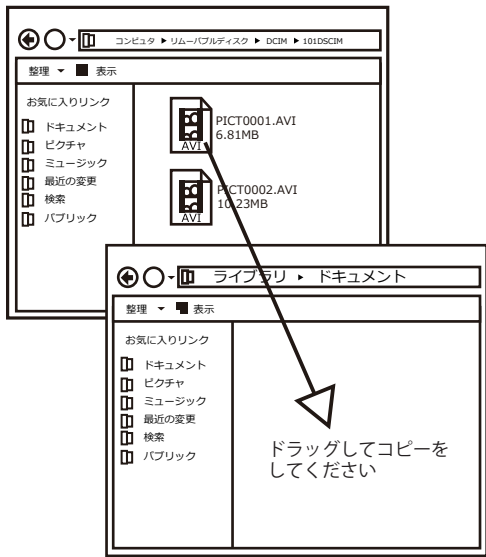 コンピュタ ▶ リムーバブルディスク ▶ DCIM ▶ 101DSCIM
整理 ▼ ■ 表示
お気に入りリンク
ドキュメント
ピクチャ
ミュージック
最近の変更
検索
パブリック
AVI
PICT0001.AVI
6.81MB
AVI
PICT0002.AVI
10.23MB
ライブラリ ▸ ドキュメント
整理 ▼ 表示
お気に入りリンク
ドキュメント
ピクチャ
ミュージック
最近の変更
検索
パブリック
ドラッグしてコピーを
してください